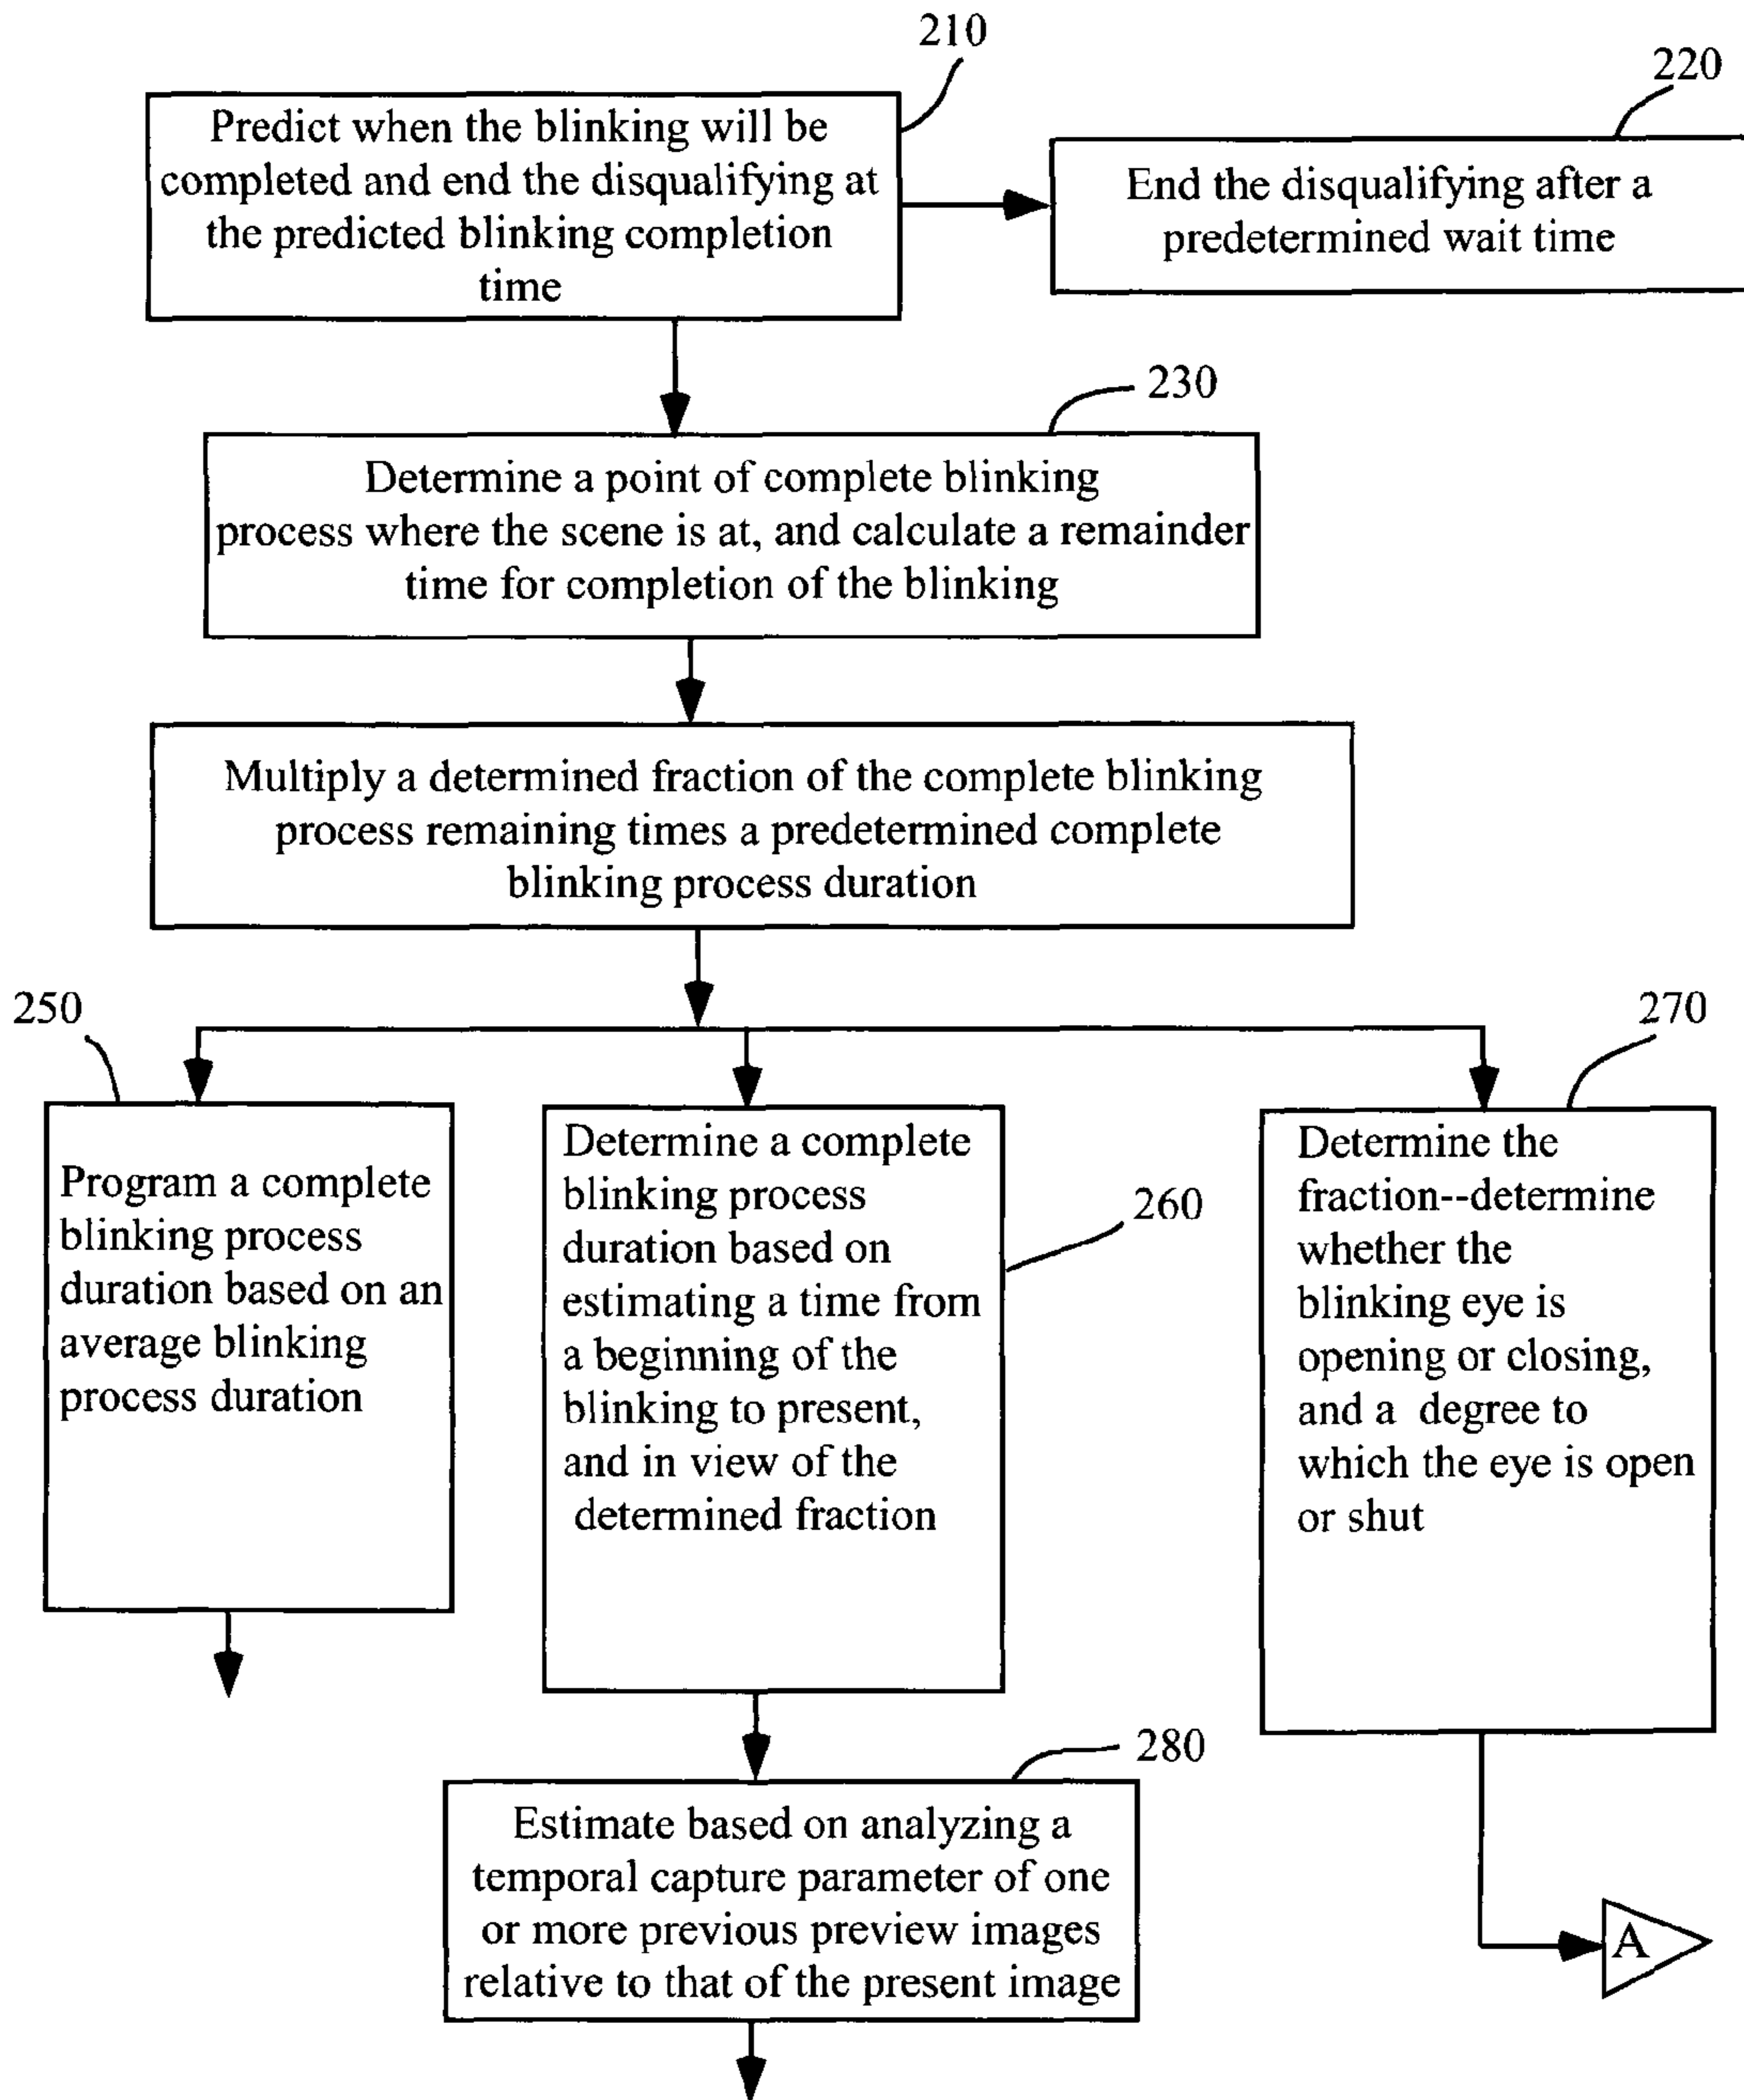 210
220
Predict when the blinking will be
completed and end the disqualifying at
the predicted blinking completion
time
End the disqualifying after a
predetermined wait time
230
Determine a point of complete blinking
process where the scene is at, and calculate a remainder
time for completion of the blinking
Multiply a determined fraction of the complete blinking
process remaining times a predetermined complete
blinking process duration
250
270
Program a complete
blinking process
duration based on an
average blinking
process duration
Determine a complete
blinking process
duration based on
estimating a time from
a beginning of the
blinking to present,
and in view of the
determined fraction
260
Determine the
fraction--determine
whether the
blinking eye is
opening or closing,
and a degree to
which the eye is open
or shut
280
Estimate based on analyzing a
temporal capture parameter of one
or more previous preview images
relative to that of the present image
A